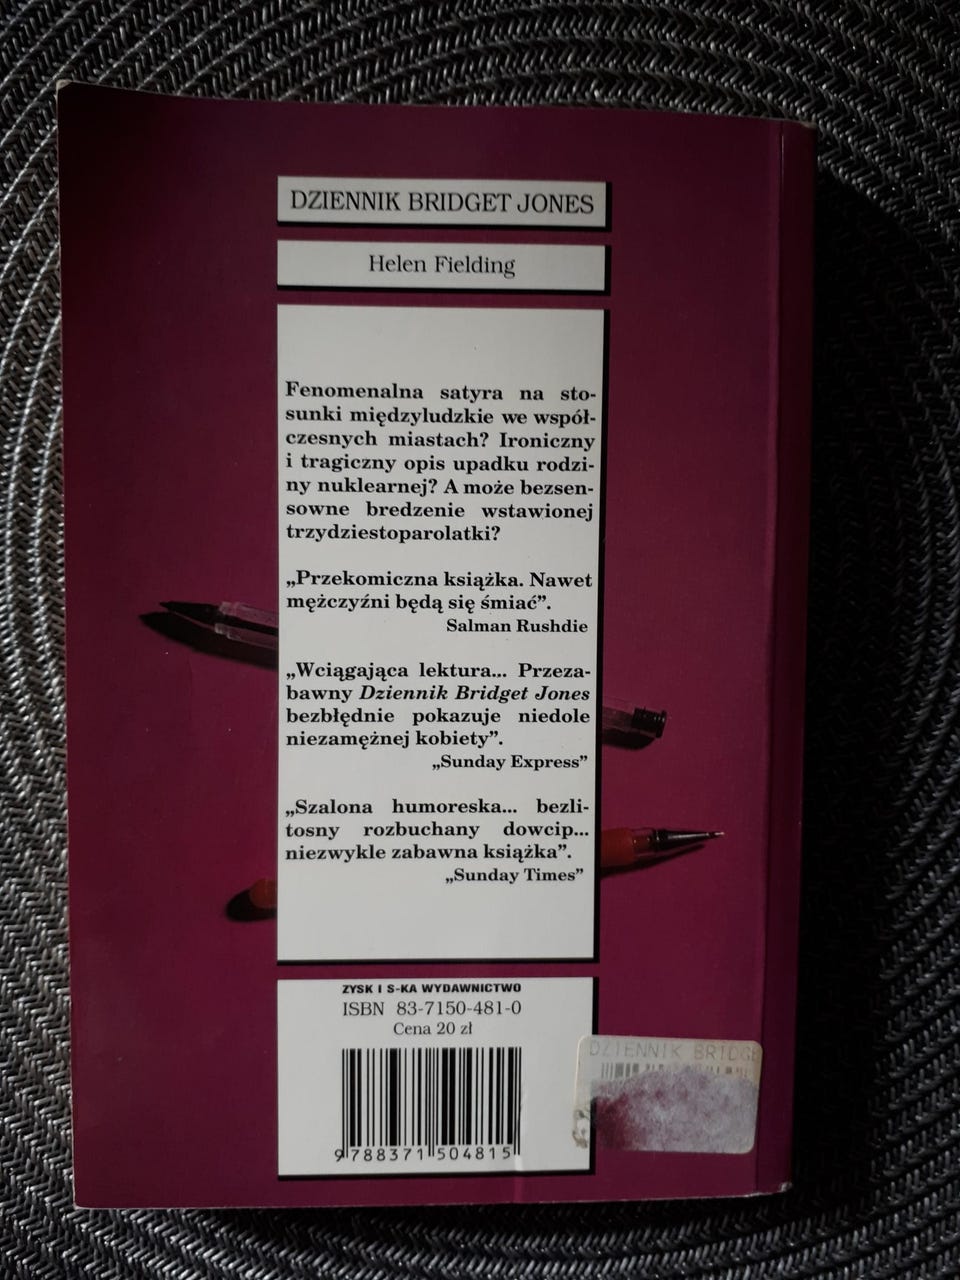 DZIENNIK BRIDGET JONES
Helen Fielding
Fenomenalna satyra na sto-
sunki międzyludzkie we współ-
czesnych miastach? Ironiczny
i tragiczny opis upadku rodzi-
ny nuklearnej? A może bezsen-
sowne bredzenie wstawionej
trzydziestoparolatki?
„Przekomiczna książka. Nawet
mężczyźni będą się śmiać”.
Salman Rushdie
„Wciągająca lektura... Przeza-
bawny Dziennik Bridget Jones
bezbłędnie pokazuje niedole
niezamężnej kobiety”.
„Sunday Express”
„Szalona humoreska... bezli-
tosny rozbuchany dowcip...
niezwykle zabawna książka”.
„Sunday Times”
ZYSK I S-KA WYDAWNICTWO
ISBN 83-7150-481-0
Cena 20 zł
9 788371 504815
DZIENNIK BRIDGE